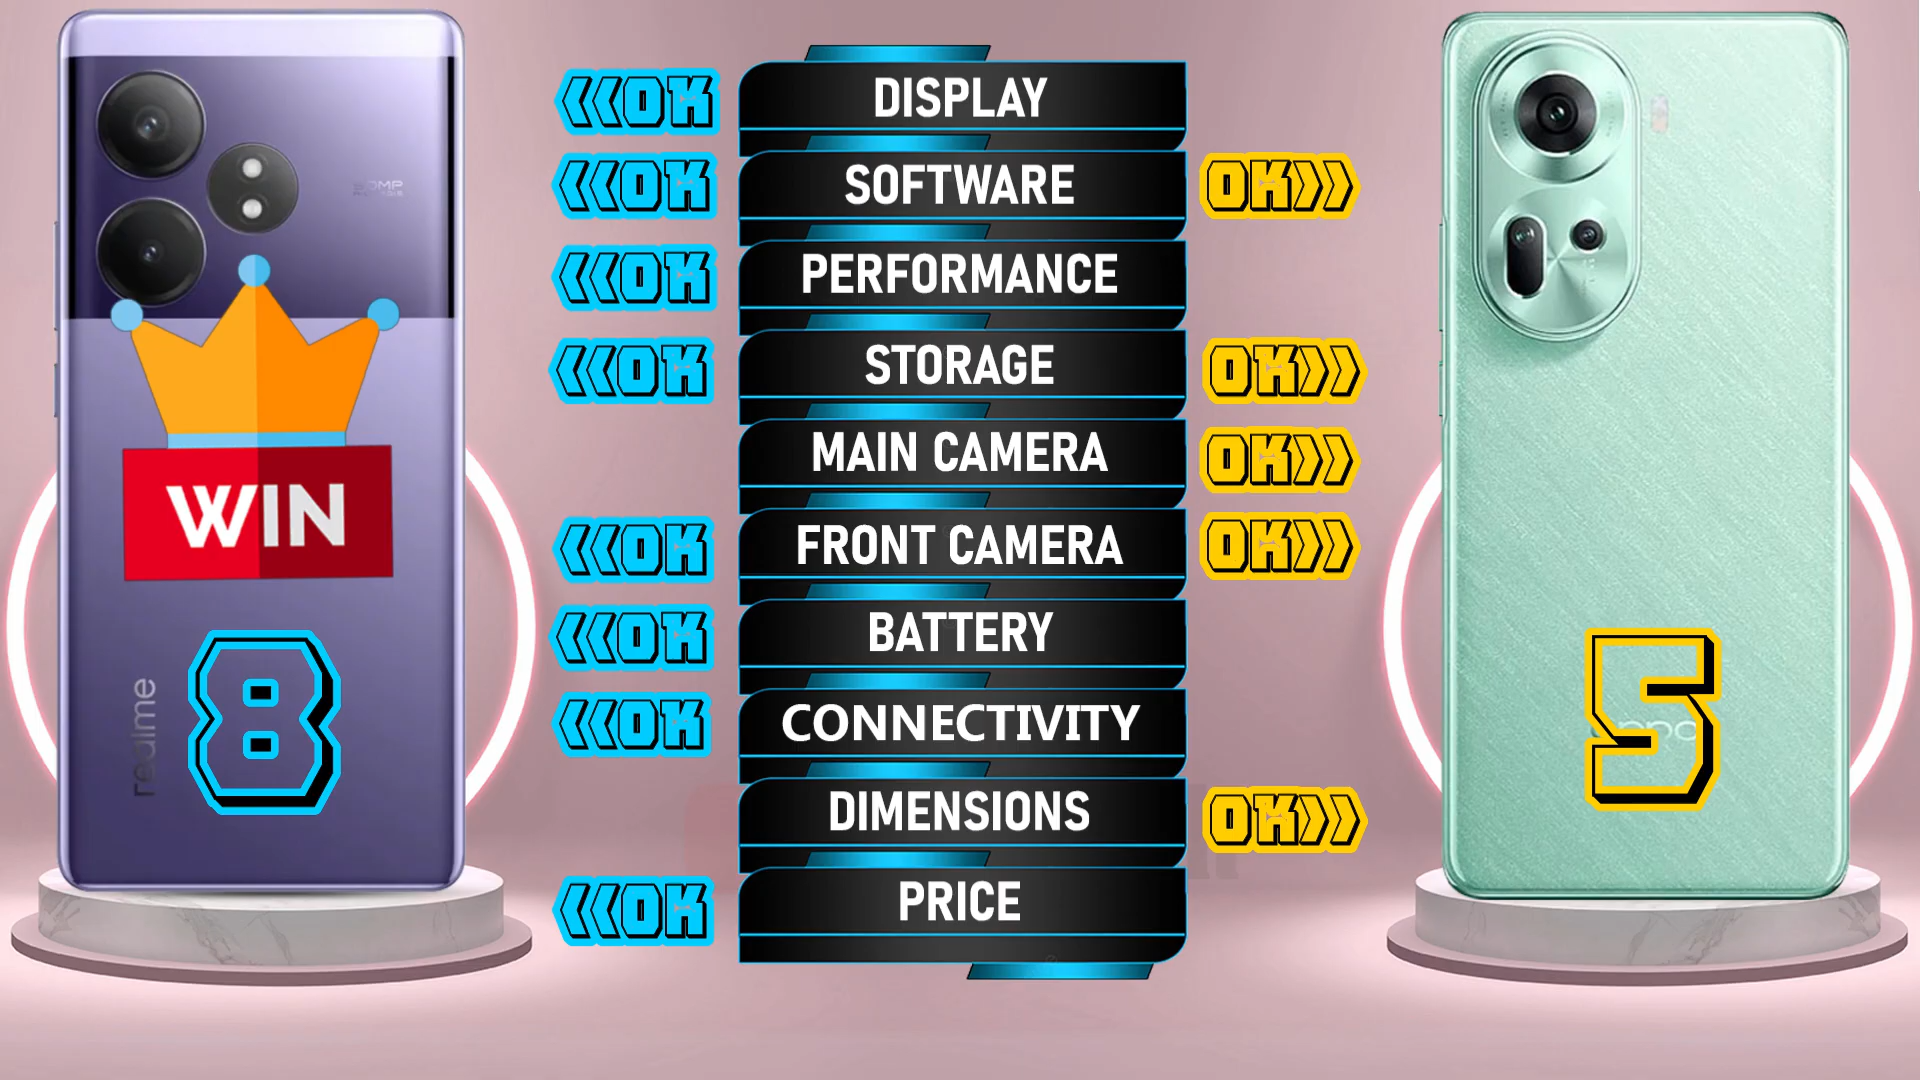 OK DISPLAY
OK SOFTWARE OK
OK PERFORMANCE
OK STORAGE OK
MAIN CAMERA OK
OK FRONT CAMERA OK
OK BATTERY
OK CONNECTIVITY
DIMENSIONS OK
OK PRICE
WIN
8
realme
5
oppo